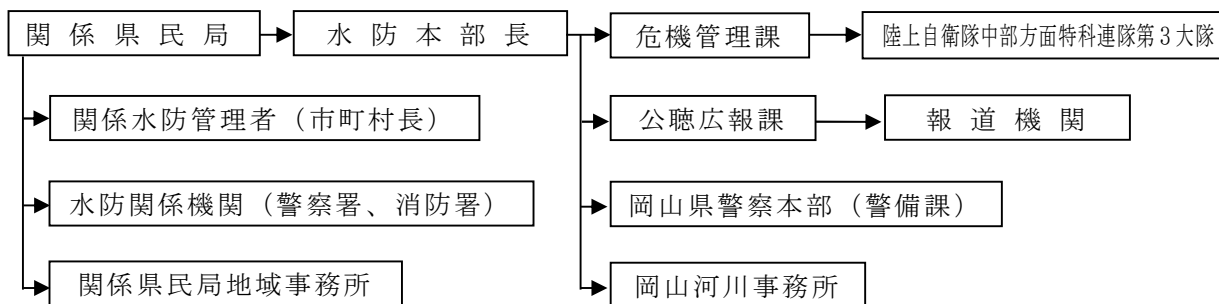 関係県民局
水防本部長
危機管理課
陸上自衛隊中部方面特科連隊第3大隊
関係水防管理者（市町村長）
公聴広報課
報道機関
水防関係機関（警察署、消防署）
岡山県警察本部（警備課）
関係県民局地域事務所
岡山河川事務所